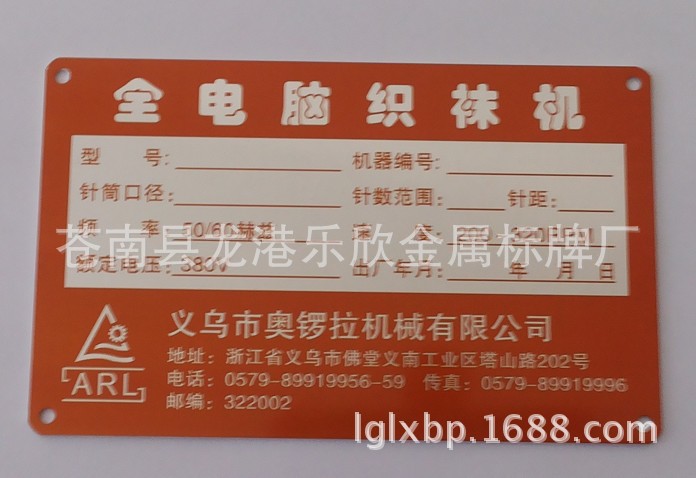 全电脑织袜机
型 号: 机器编号:
针筒口径: 针数范围: 针距:
频 率: 50/60赫兹 速 度: 200 320RPM
苍南县龙港乐欣金属标牌厂
额定电压: 380V 出厂年月: 年 月 日
义乌市奥锣拉机械有限公司
地址: 浙江省义乌市佛堂义南工业区塔山路202号
电话: 0579-89919956-59 传真: 0579-89919996
邮编: 322002
ARL
lglxbp.1688.com